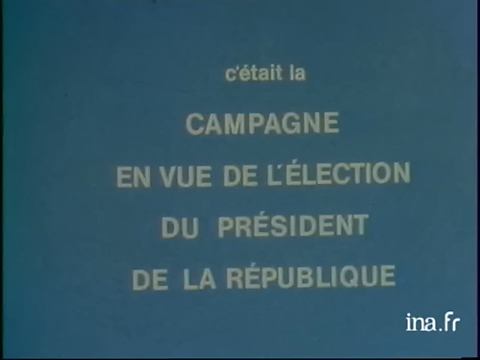 c'était la
CAMPAGNE
EN VUE DE L'ÉLECTION
DU PRÉSIDENT
DE LA RÉPUBLIQUE
ina.fr